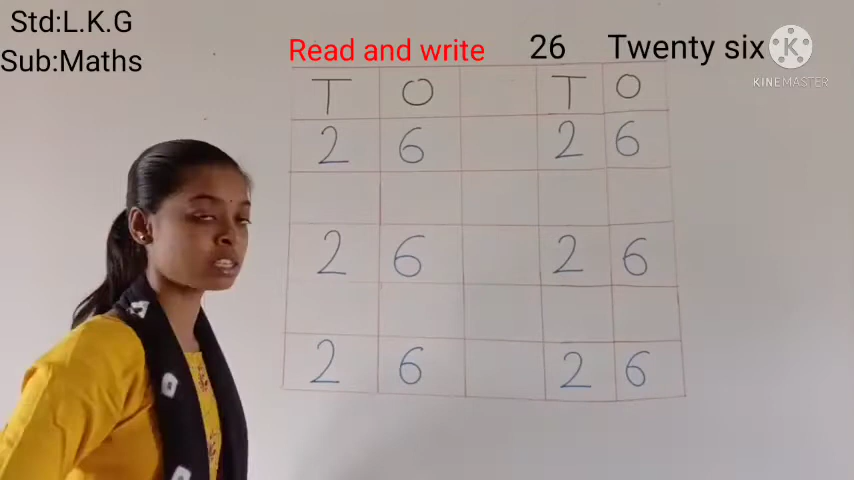 Std:L.K.G
Sub:Maths
Read and write 26 Twenty six
KINEMASTER
T O T O
2 6 2 6
2 6 2 6
2 6 2 6